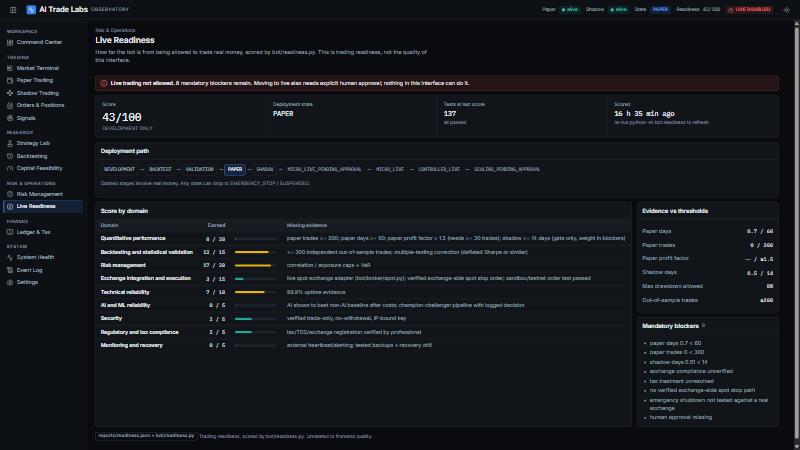 AI Trade Labs OBSERVATORY
Paper alive Shadow alive State PAPER Readiness 43/100 LIVE DISABLED
WORKSPACE
Command Center
TRADING
Market Terminal
Paper Trading
Shadow Trading
Orders & Positions
Signals
RESEARCH
Strategy Lab
Backtesting
Capital Feasibility
RISK & OPERATIONS
Risk Management
Live Readiness
FINANCE
Ledger & Tax
SYSTEM
System Health
Event Log
Settings
Risk & Operations
Live Readiness
How far the bot is from being allowed to trade real money, scored by bot/readiness.py. This is trading readiness, not the quality of
this interface.
Live trading not allowed. 8 mandatory blockers remain. Moving to live also needs explicit human approval; nothing in this interface can do it.
Score
43/100
DEVELOPMENT ONLY
Deployment state
PAPER
Tests at last score
137
all passed
Scored
16 h 35 min ago
re-run python -m bot.readiness to refresh
Deployment path
DEVELOPMENT → BACKTEST → VALIDATION → PAPER → SHADOW → MICRO_LIVE_PENDING_APPROVAL → MICRO_LIVE → CONTROLLED_LIVE → SCALING_PENDING_APPROVAL
Dashed stages involve real money. Any state can drop to EMERGENCY_STOP / SUSPENDED.
Score by domain
Domain Earned Missing evidence
Quantitative performance 0 / 20 paper trades >= 300; paper days >= 60; paper profit factor > 1.5 (needs >= 30 trades); shadow >= 14 days (gate only, weight in blockers)
Backtesting and statistical validation 12 / 15 >= 300 independent out-of-sample trades; multiple-testing correction (deflated Sharpe or similar)
Risk management 17 / 20 correlation / exposure caps + VaR
Exchange integration and execution 3 / 15 live spot exchange adapter (bot/broker/spot.py); verified exchange-side spot stop order; sandbox/testnet order test passed
Technical reliability 7 / 10 99.9% uptime evidence
AI and ML reliability 0 / 5 AI shown to beat non-AI baseline after costs; champion-challenger pipeline with logged decision
Security 2 / 5 verified trade-only, no-withdrawal, IP-bound key
Regulatory and tax compliance 2 / 5 tax/TDS/exchange registration verified by professional
Monitoring and recovery 0 / 5 external heartbeat/alerting; tested backups + recovery drill
Evidence vs thresholds
Paper days 0.7 / 60
Paper trades 0 / 300
Paper profit factor — / ≥1.5
Shadow days 0.5 / 14
Max drawdown allowed 8%
Out-of-sample trades ≥300
Mandatory blockers 8
paper days 0.7 < 60
paper trades 0 < 300
shadow days 0.51 < 14
exchange compliance unverified
tax treatment unresolved
no verified exchange-side spot stop path
emergency shutdown not tested against a real
exchange
human approval missing
reports/readiness.json + bot/readiness.py Trading readiness, scored by bot/readiness.py. Unrelated to frontend quality.